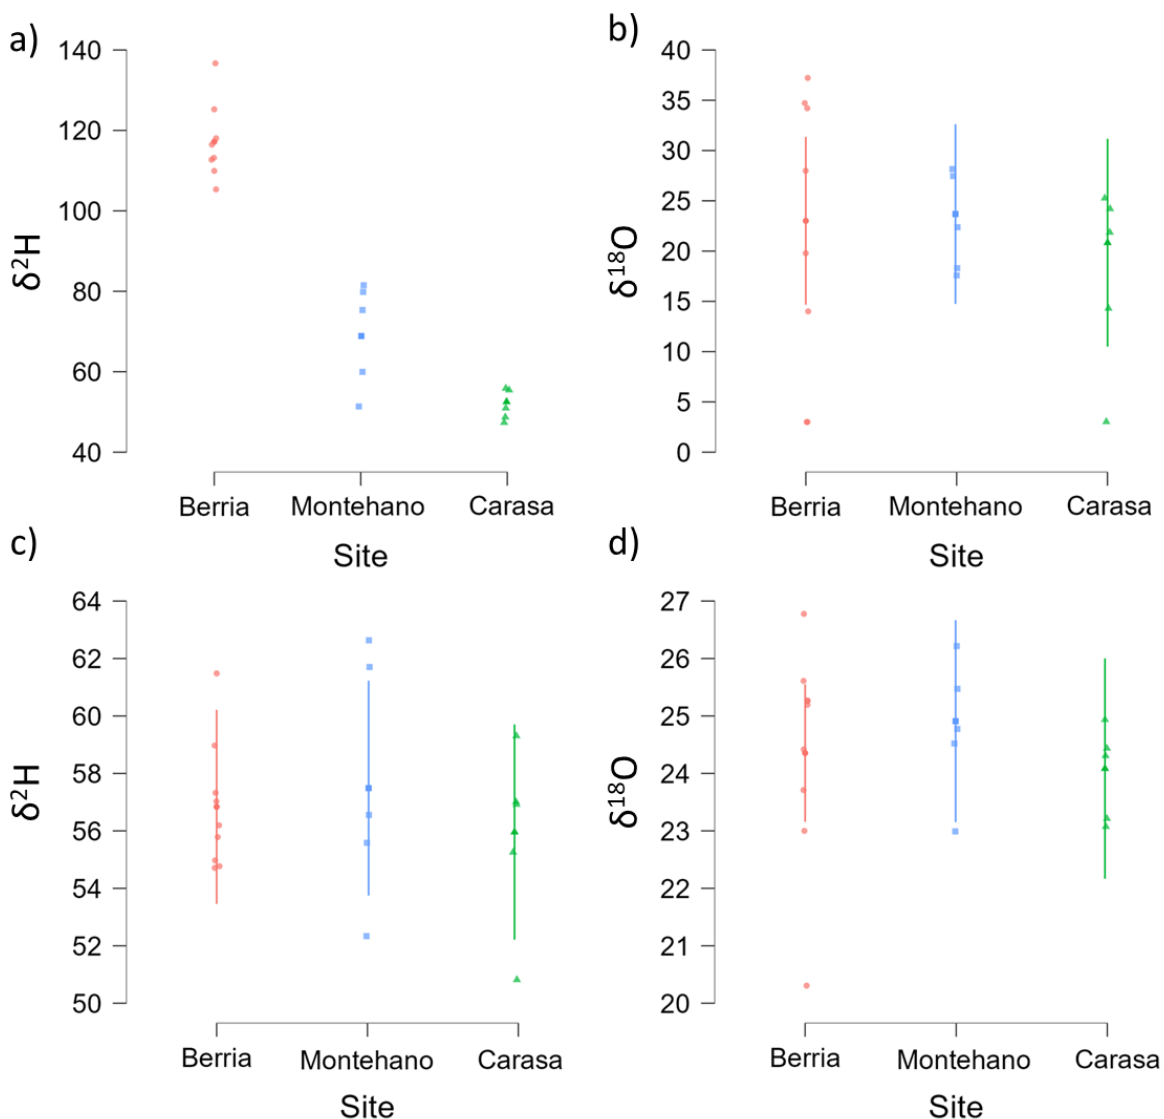 a)
δ²H
140
120
100
80
60
40
Berria Montehano Carasa
Site
b)
δ¹⁸O
40
35
30
25
20
15
10
5
0
Berria Montehano Carasa
Site
c)
δ²H
64
62
60
58
56
54
52
50
Berria Montehano Carasa
Site
d)
δ¹⁸O
27
26
25
24
23
22
21
20
Berria Montehano Carasa
Site